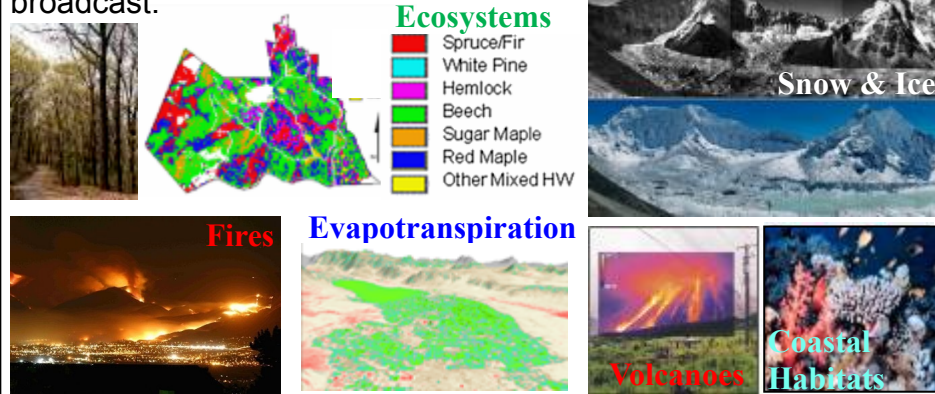 broadcast.
Ecosystems
Spruce/Fir
White Pine
Hemlock
Beech
Sugar Maple
Red Maple
Other Mixed HW
Snow & Ice
Fires
Evapotranspiration
Volcanoes
Coastal
Habitats